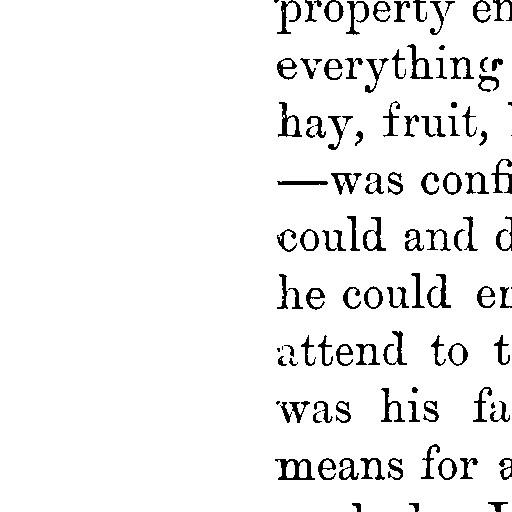 property en
everything
hay, fruit,
—was confi
could and d
he could er
attend to t
was his fa
means for a